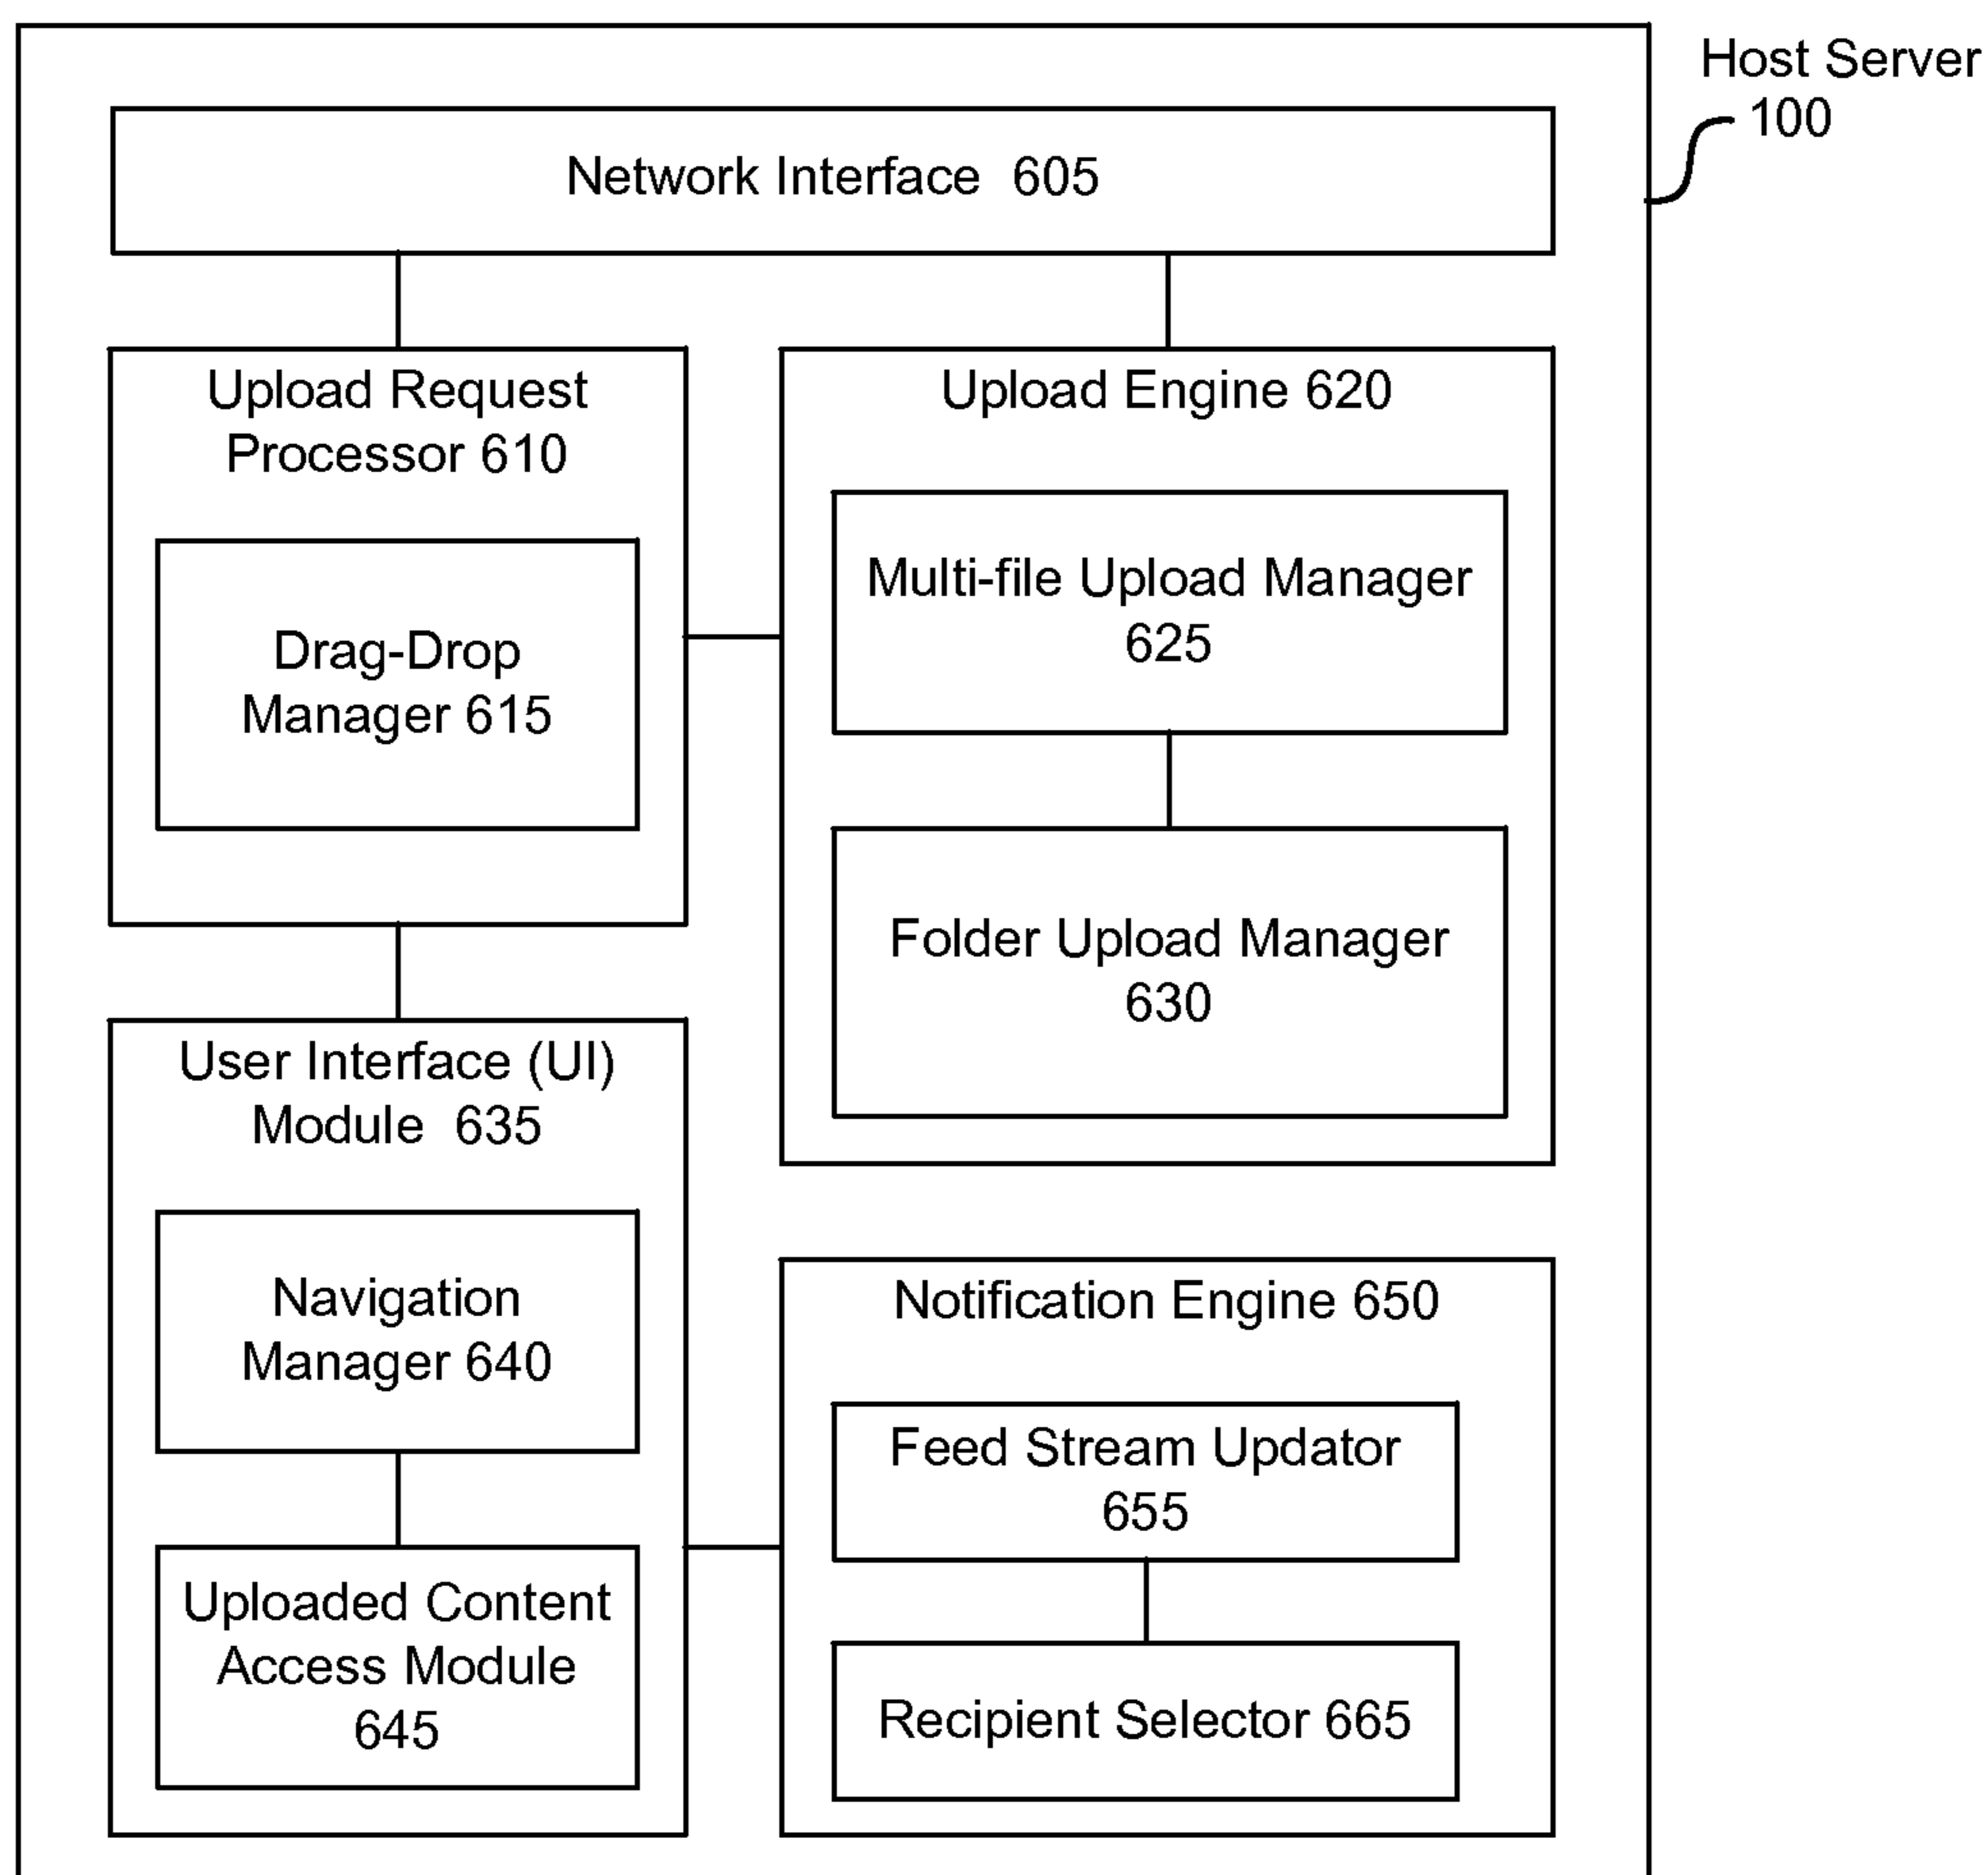 Host Server
100
Network Interface 605
Upload Request
Processor 610
Drag-Drop
Manager 615
Upload Engine 620
Multi-file Upload Manager
625
Folder Upload Manager
630
User Interface (UI)
Module 635
Navigation
Manager 640
Uploaded Content
Access Module
645
Notification Engine 650
Feed Stream Updator
655
Recipient Selector 665